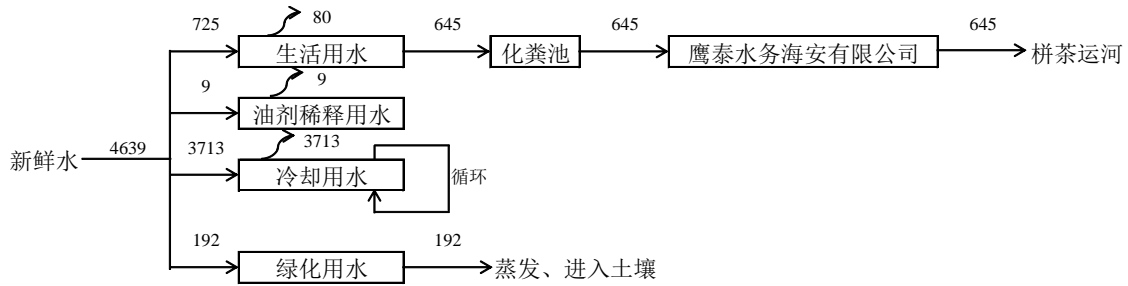 80
725
645
645
645
生活用水
化粪池
鹰泰水务海安有限公司
栟茶运河
9
9
油剂稀释用水
新鲜水
4639
3713
3713
冷却用水
循环
192
192
绿化用水
蒸发、进入土壤